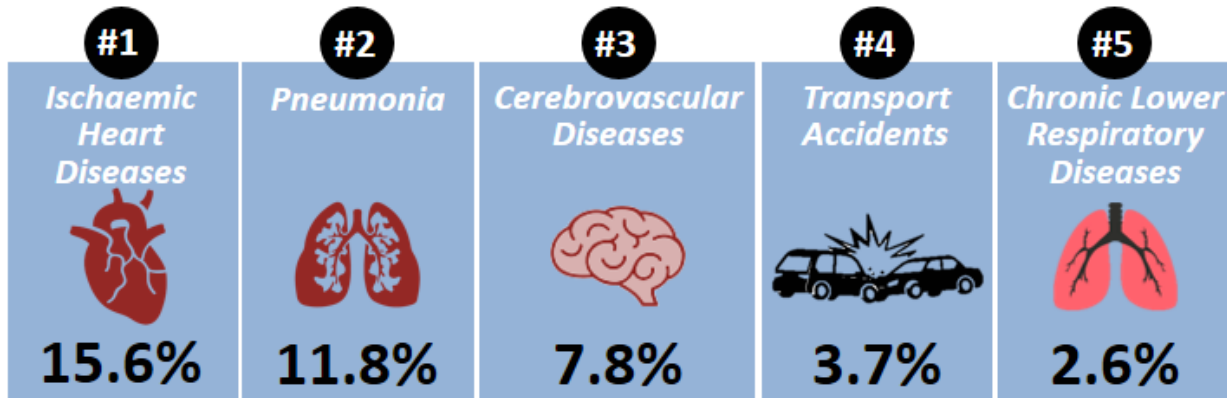 #1
Ischaemic
Heart
Diseases
15.6%
#2
Pneumonia
11.8%
#3
Cerebrovascular
Diseases
7.8%
#4
Transport
Accidents
3.7%
#5
Chronic Lower
Respiratory
Diseases
2.6%